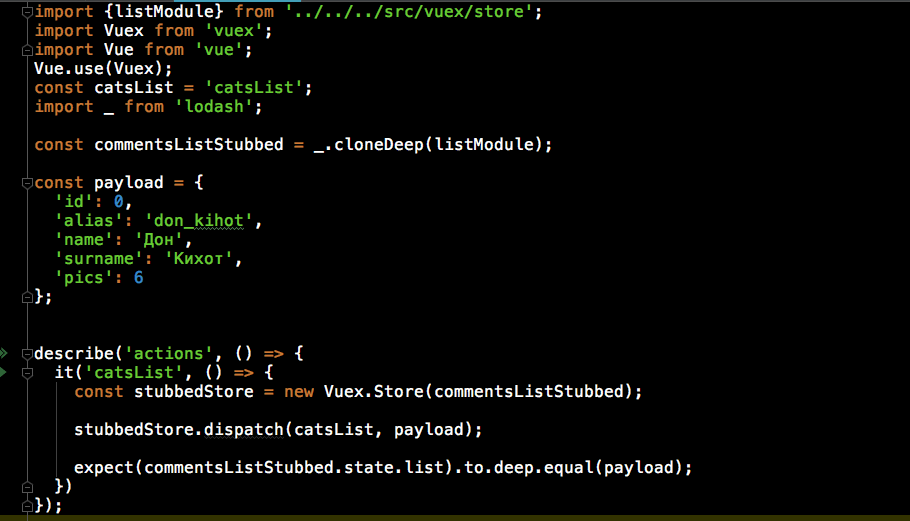 import {listModule} from '../../../src/vuex/store';
import Vuex from 'vuex';
import Vue from 'vue';
Vue.use(Vuex);
const catsList = 'catsList';
import _ from 'lodash';
const commentsListStubbed = _.cloneDeep(listModule);
const payload = {
'id': 0,
'alias': 'don_kihot',
'name': 'Дон',
'surname': 'Кихот',
'pics': 6
};
describe('actions', () => {
it('catsList', () => {
const stubbedStore = new Vuex.Store(commentsListStubbed);
stubbedStore.dispatch(catsList, payload);
expect(commentsListStubbed.state.list).to.deep.equal(payload);
})
});